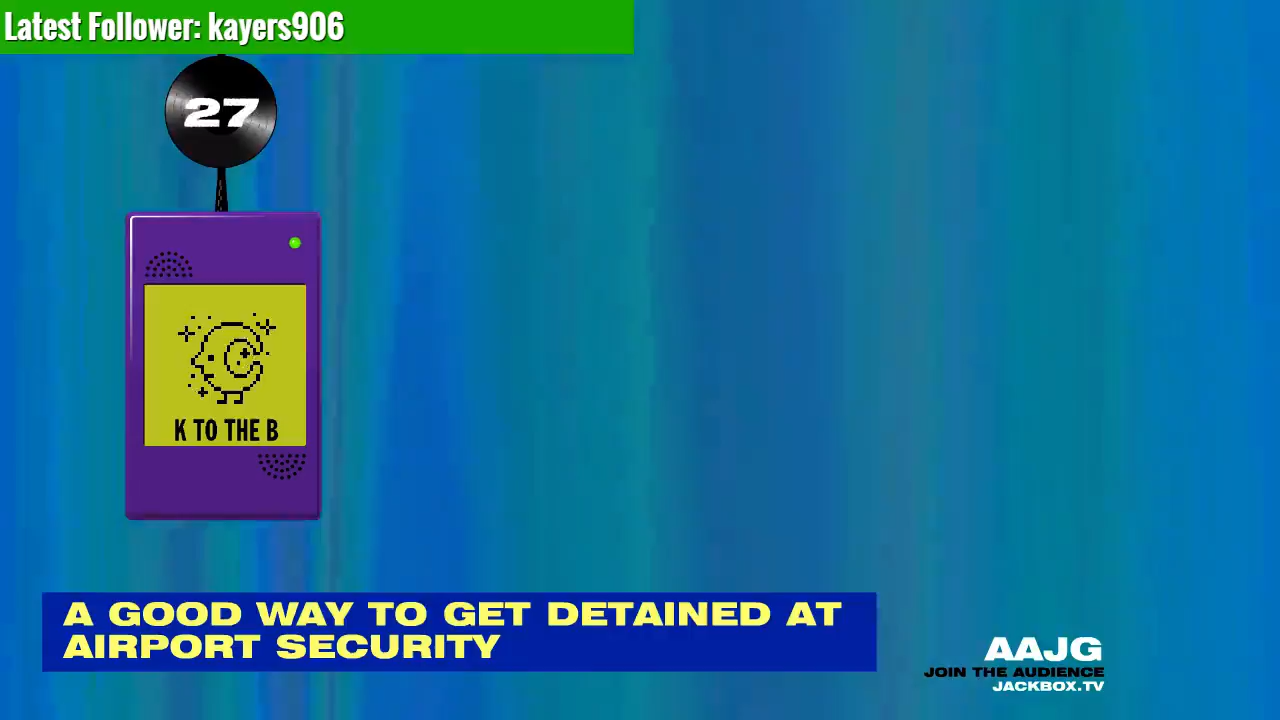 Latest Follower: kayers906
27
K TO THE B
A GOOD WAY TO GET DETAINED AT
AIRPORT SECURITY
AAJG
JOIN THE AUDIENCE
JACKBOX.TV